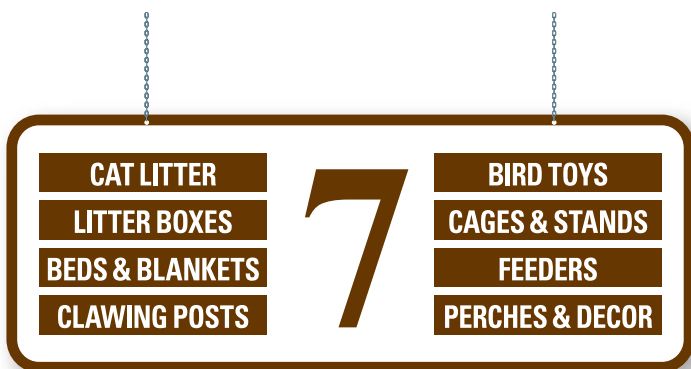 CAT LITTER
LITTER BOXES
BEDS & BLANKETS
CLAWING POSTS
7
BIRD TOYS
CAGES & STANDS
FEEDERS
PERCHES & DECOR